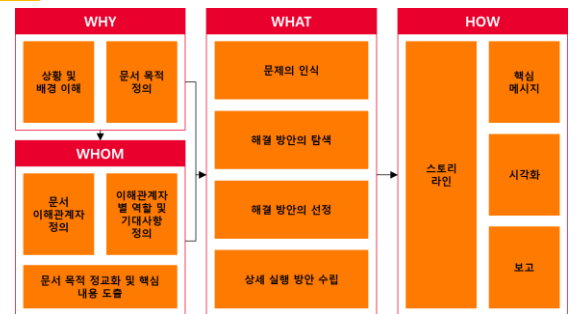 WHY
상황 및
배경 이해
문서 목적
정의
WHOM
문서
이해관계자
정의
이해관계자
별 역할 및
기대사항
정의
문서 목적 정교화 및 핵심
내용 도출
WHAT
문제의 인식
해결 방안의 탐색
해결 방안의 선정
상세 실행 방안 수립
HOW
스토리
라인
핵심
메시지
시각화
보고